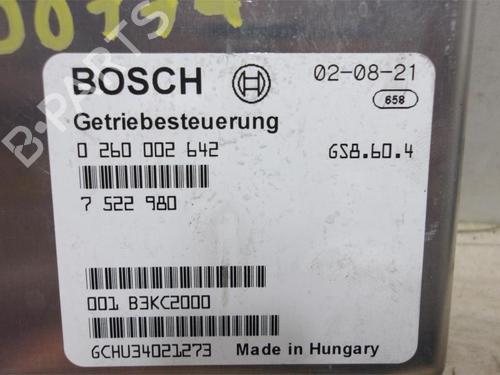 BOSCH 02-08-21
658
Getriebesteuerung
0 260 002 642 GS8.60.4
7 522 980
001 B3KC2000
GCHU34021273 Made in Hungary
B-PARTS